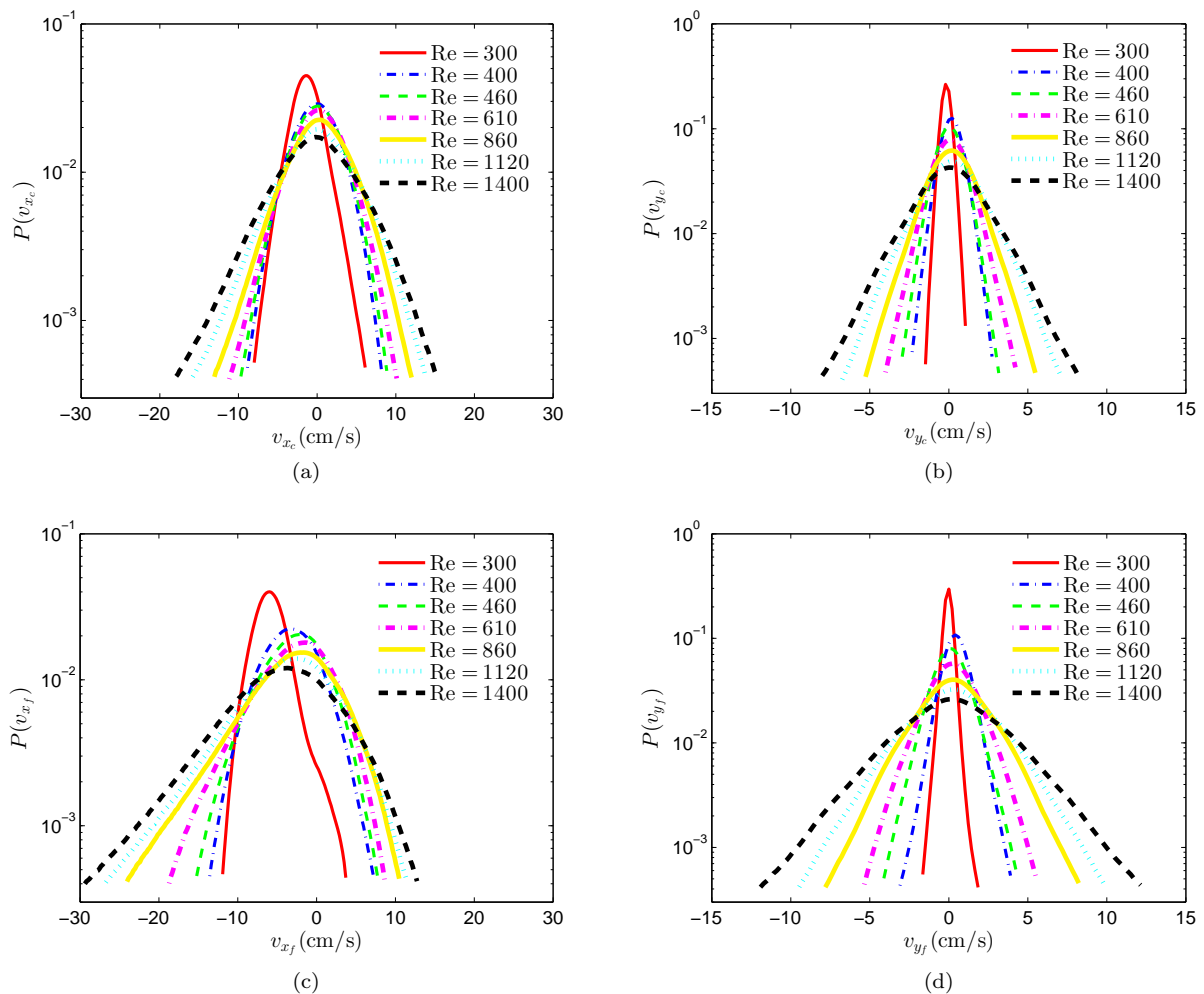 10⁻¹
10⁻²
10⁻³
P(v_{x_c})
Re = 300
Re = 400
Re = 460
Re = 610
Re = 860
Re = 1120
Re = 1400
−30 −20 −10 0 10 20 30
v_{x_c}(cm/s)
(a)
10⁰
10⁻¹
10⁻²
10⁻³
P(v_{y_c})
Re = 300
Re = 400
Re = 460
Re = 610
Re = 860
Re = 1120
Re = 1400
−15 −10 −5 0 5 10 15
v_{y_c}(cm/s)
(b)
10⁻¹
10⁻²
10⁻³
P(v_{x_f})
Re = 300
Re = 400
Re = 460
Re = 610
Re = 860
Re = 1120
Re = 1400
−30 −20 −10 0 10 20 30
v_{x_f}(cm/s)
(c)
10⁰
10⁻¹
10⁻²
10⁻³
P(v_{y_f})
Re = 300
Re = 400
Re = 460
Re = 610
Re = 860
Re = 1120
Re = 1400
−15 −10 −5 0 5 10 15
v_{y_f}(cm/s)
(d)